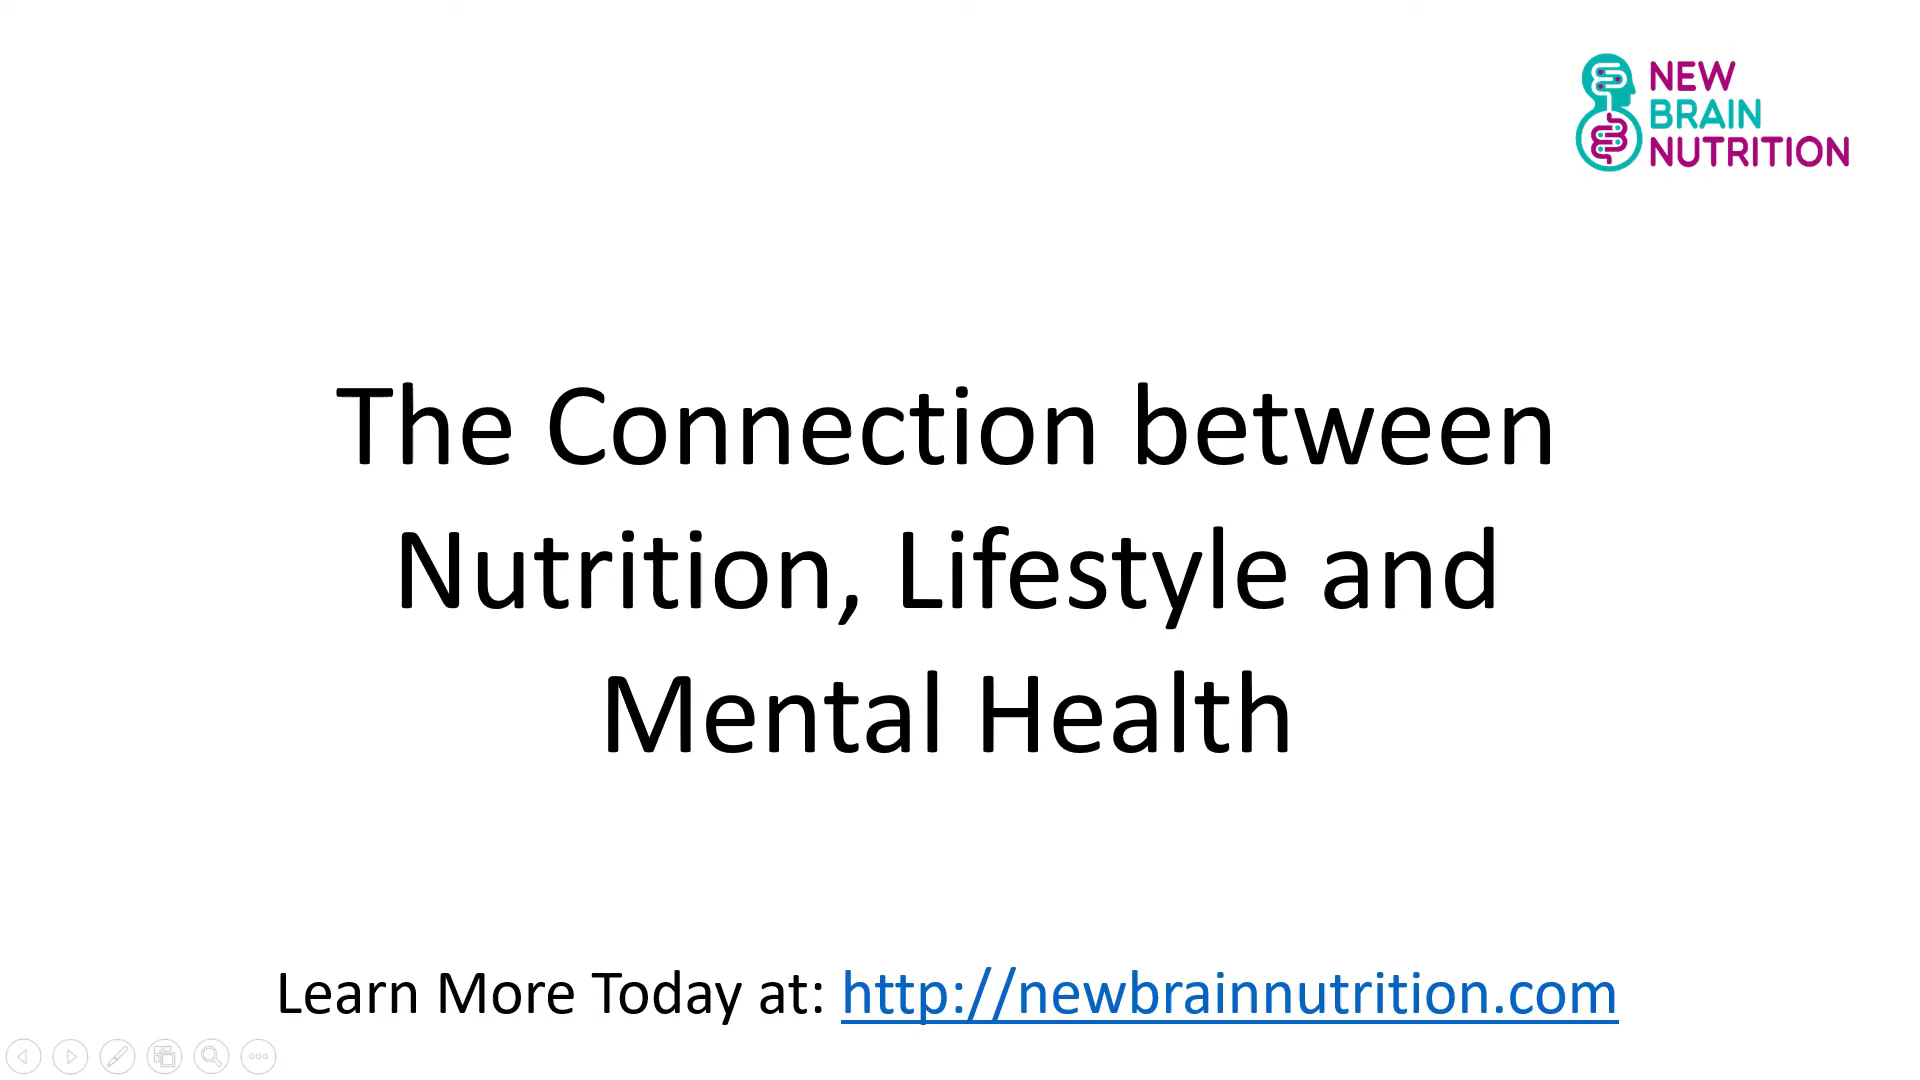 NEW
BRAIN
NUTRITION
The Connection between
Nutrition, Lifestyle and
Mental Health
Learn More Today at: http://newbrainnutrition.com